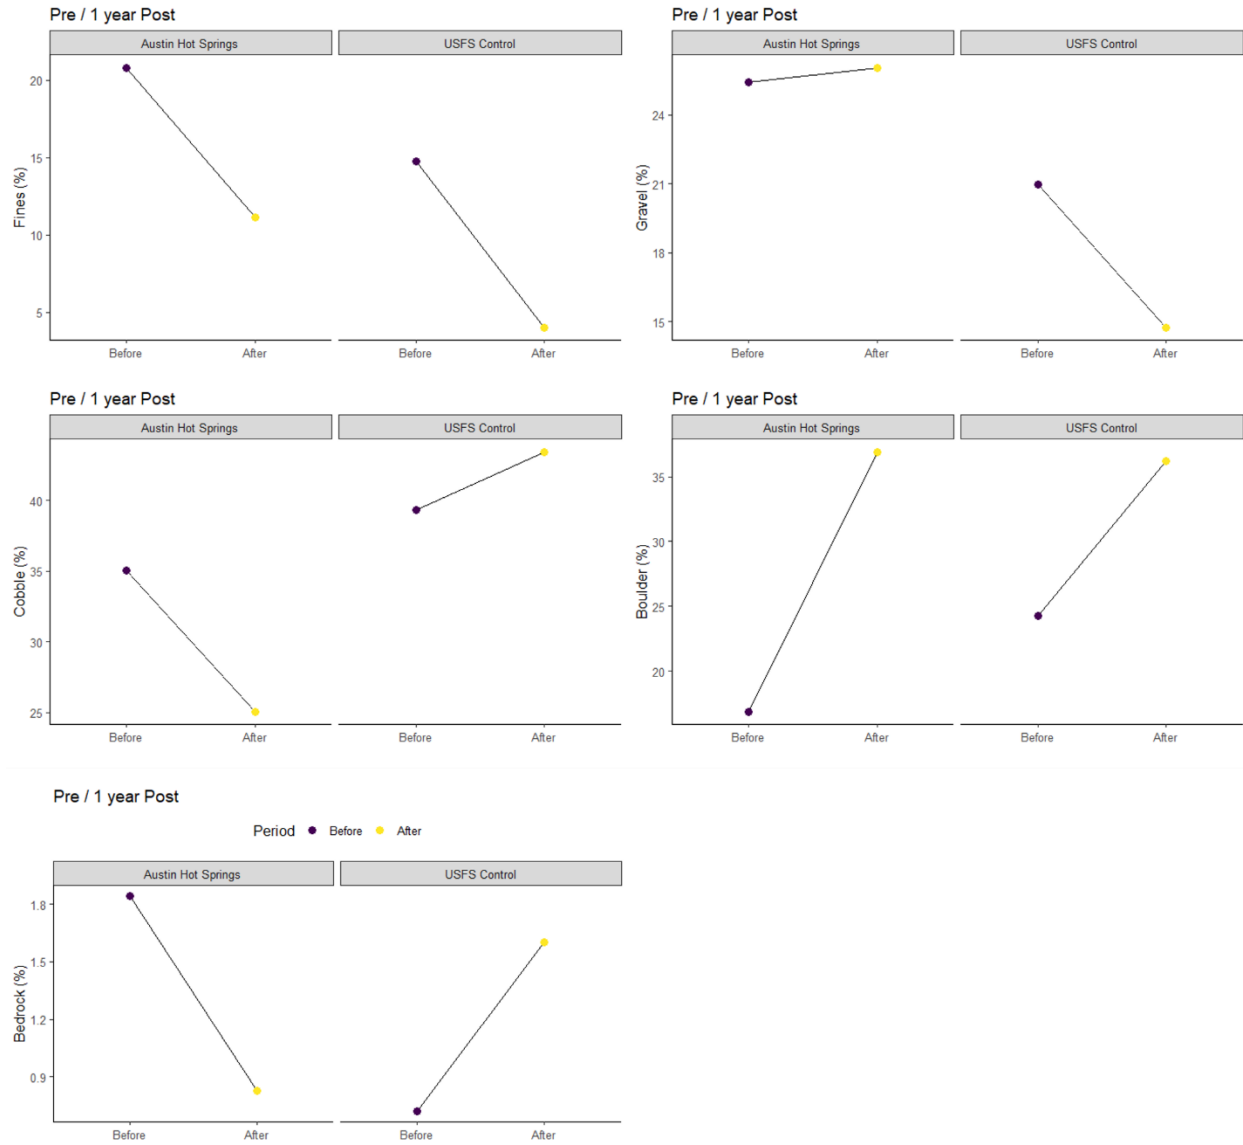 Pre / 1 year Post
Austin Hot Springs USFS Control
20
15
10
5
Fines (%)
Before After Before After
Pre / 1 year Post
Austin Hot Springs USFS Control
24
21
18
15
Gravel (%)
Before After Before After
Pre / 1 year Post
Austin Hot Springs USFS Control
40
35
30
25
Cobble (%)
Before After Before After
Pre / 1 year Post
Austin Hot Springs USFS Control
35
30
25
20
Boulder (%)
Before After Before After
Pre / 1 year Post
Period Before After
Austin Hot Springs USFS Control
1.8
1.5
1.2
0.9
Bedrock (%)
Before After Before After